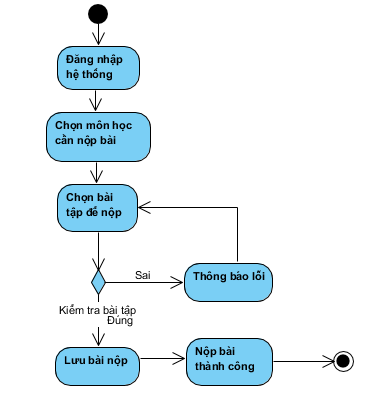 Đăng nhập
hệ thống
Chọn môn học
cần nộp bài
Chọn bài
tập để nộp
Sai
Thông báo lỗi
Kiểm tra bài tập
Đúng
Lưu bài nộp
Nộp bài
thành công